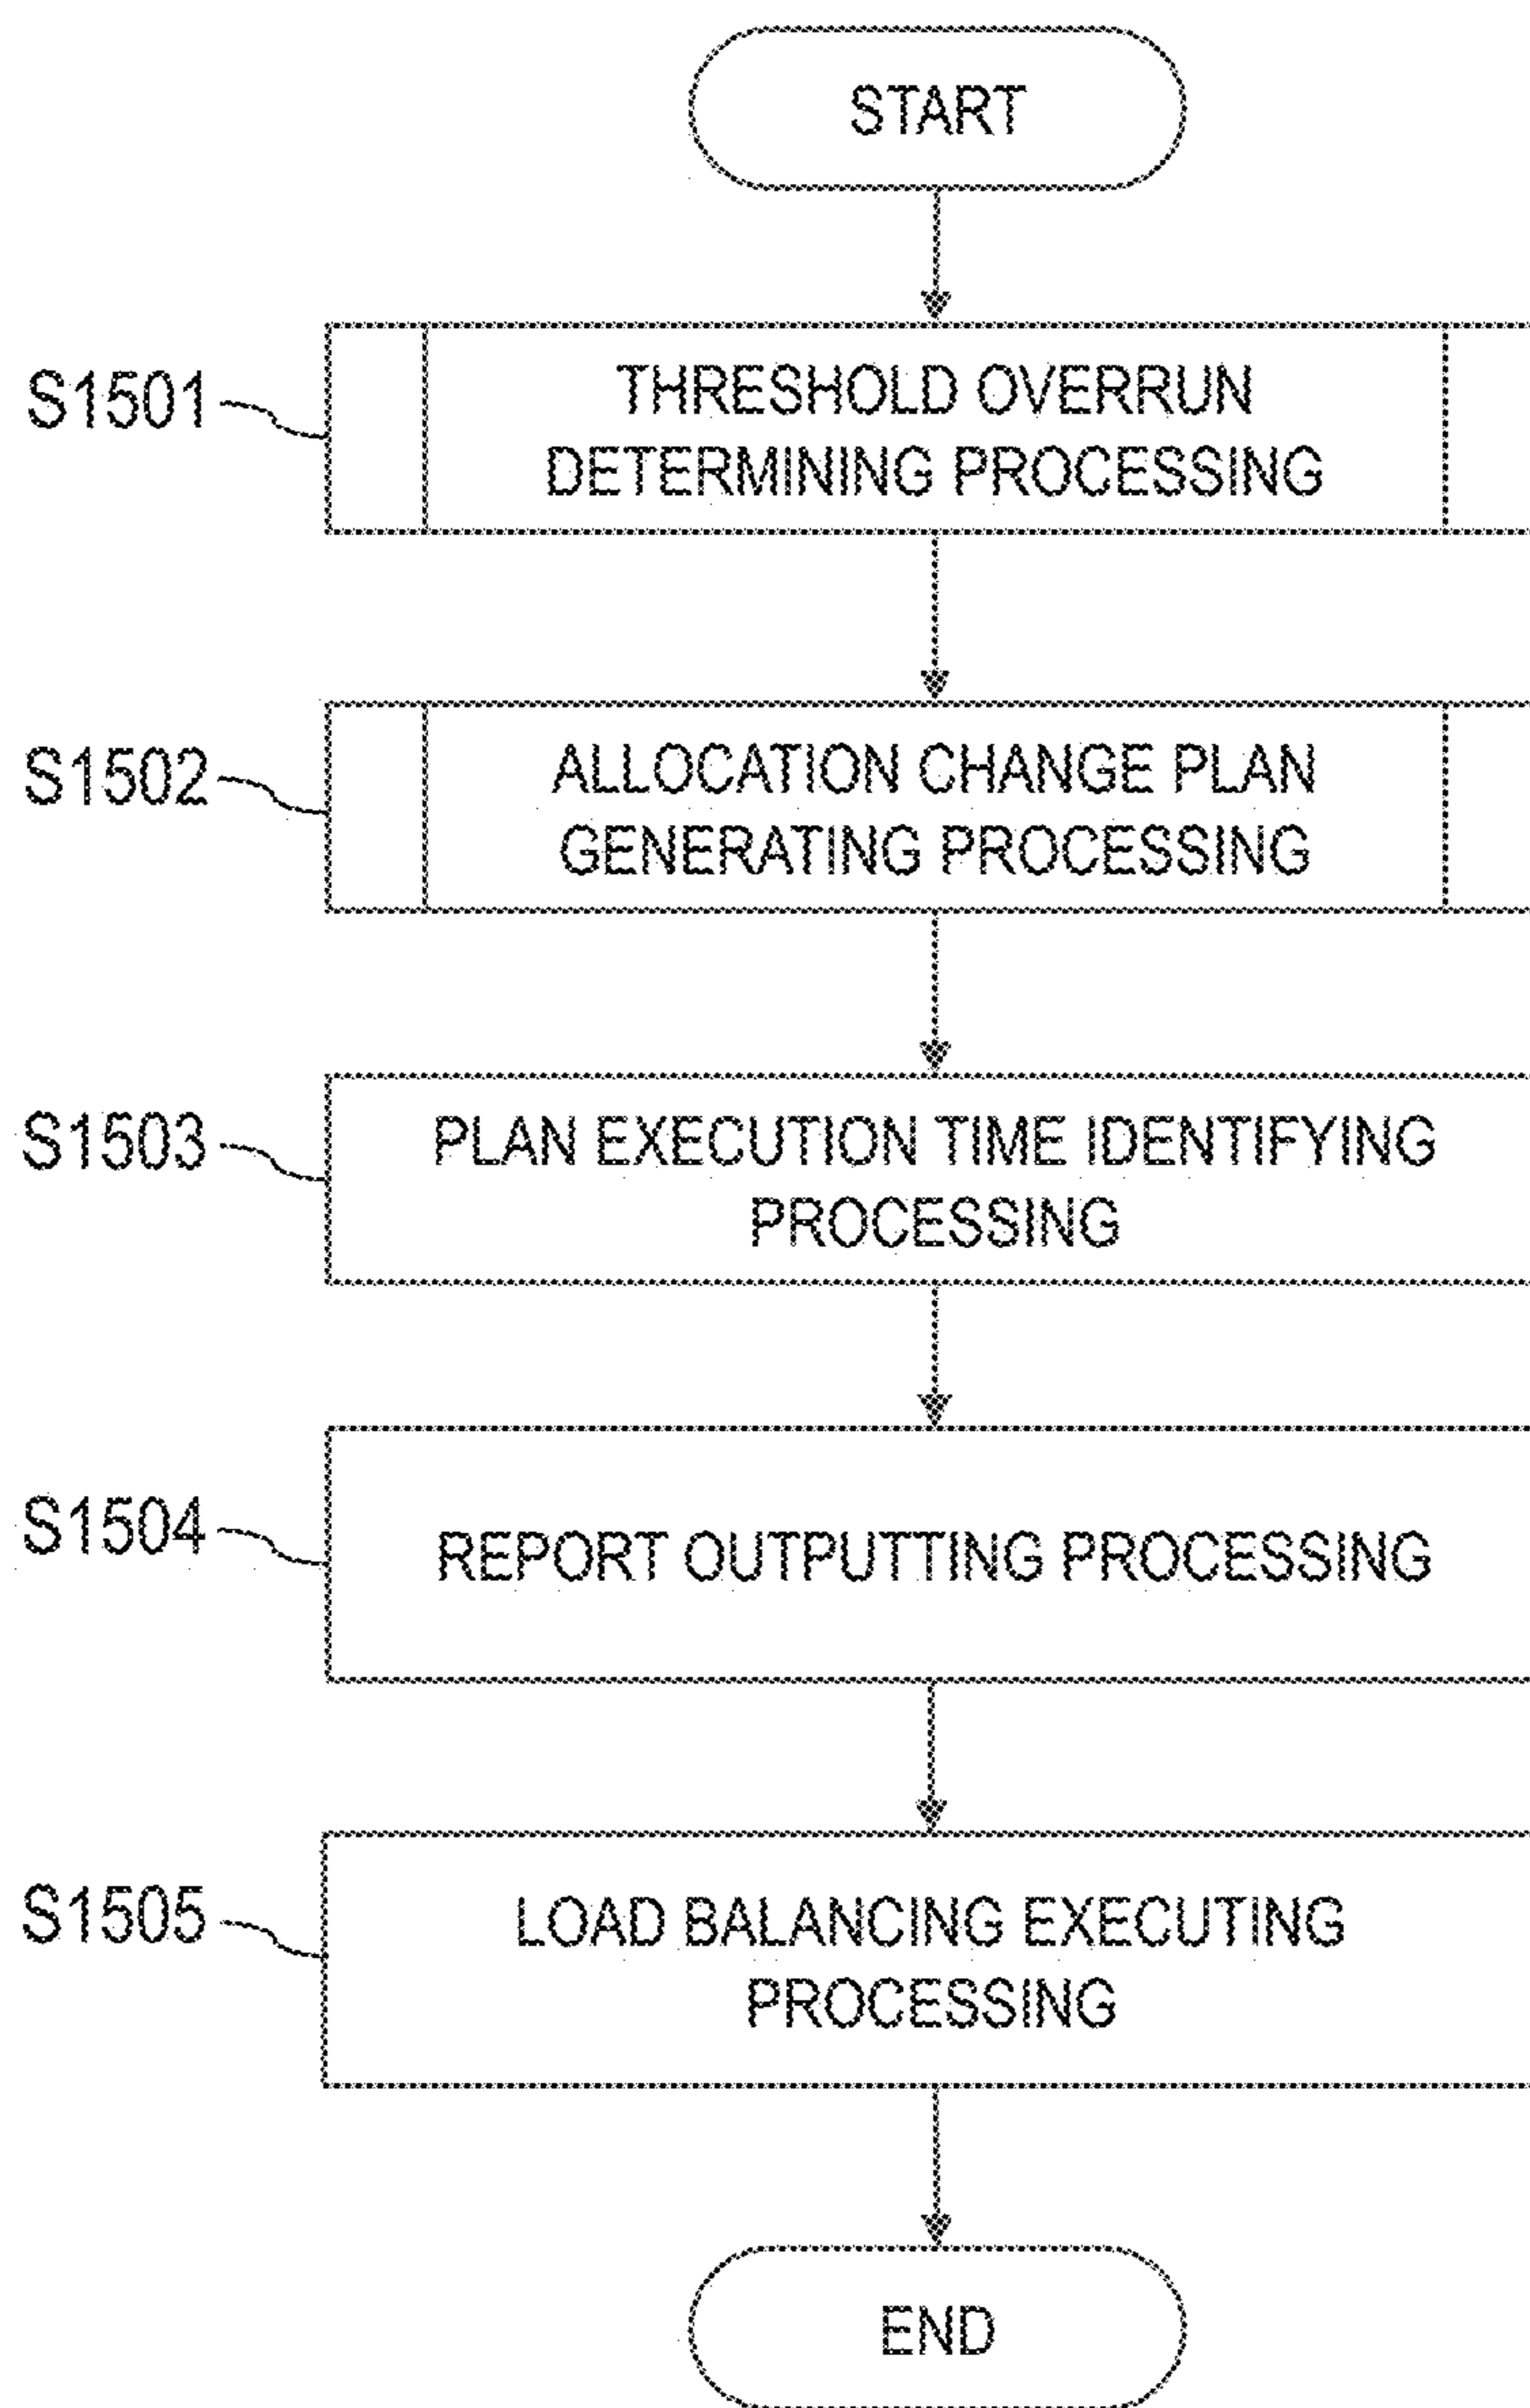 START
S1501
THRESHOLD OVERRUN
DETERMINING PROCESSING
S1502
ALLOCATION CHANGE PLAN
GENERATING PROCESSING
S1503
PLAN EXECUTION TIME IDENTIFYING
PROCESSING
S1504
REPORT OUTPUTTING PROCESSING
S1505
LOAD BALANCING EXECUTING
PROCESSING
END